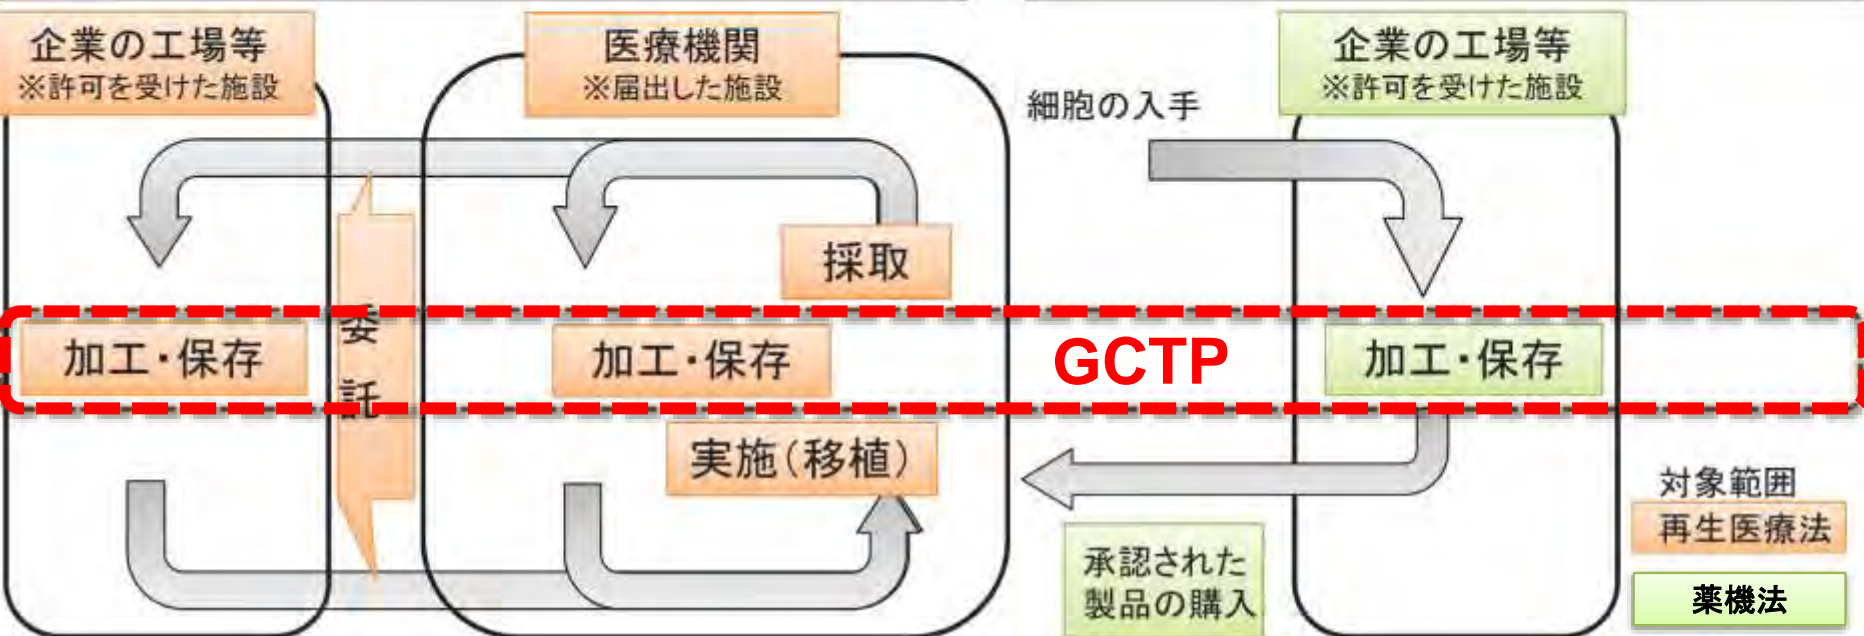 企業の工場等
※許可を受けた施設
医療機関
※届出した施設
細胞の入手
企業の工場等
※許可を受けた施設
採取
加工・保存
委
託
加工・保存
GCTP
加工・保存
実施(移植)
承認された
製品の購入
対象範囲
再生医療法
薬機法